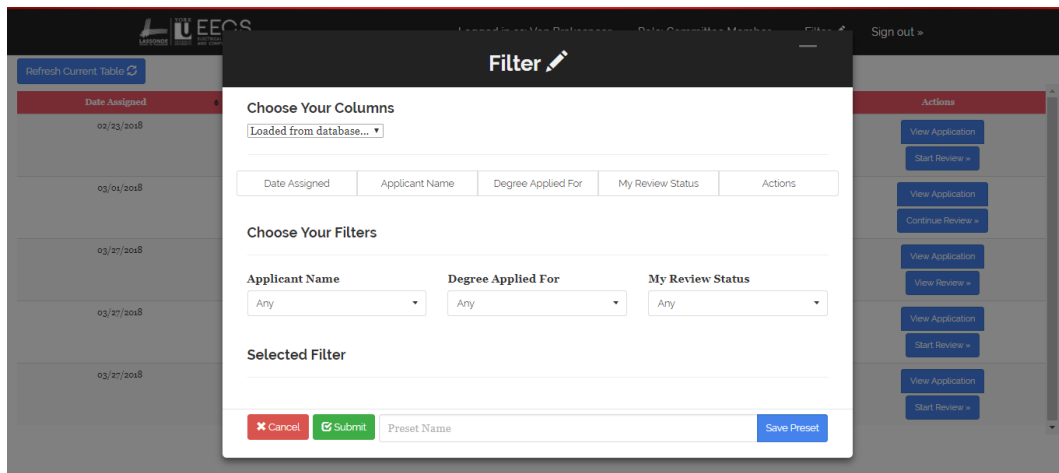 LASSONDE YORK U EECS
Sign out »
Filter
Refresh Current Table
Date Assigned
Actions
Choose Your Columns
Loaded from database...
02/23/2018
View Application
Start Review »
Date Assigned Applicant Name Degree Applied For My Review Status Actions
03/01/2018
View Application
Continue Review »
Choose Your Filters
03/27/2018
View Application
View Review »
Applicant Name Degree Applied For My Review Status
Any Any Any
03/27/2018
View Application
Start Review »
Selected Filter
03/27/2018
View Application
Start Review »
Cancel Submit Preset Name Save Preset